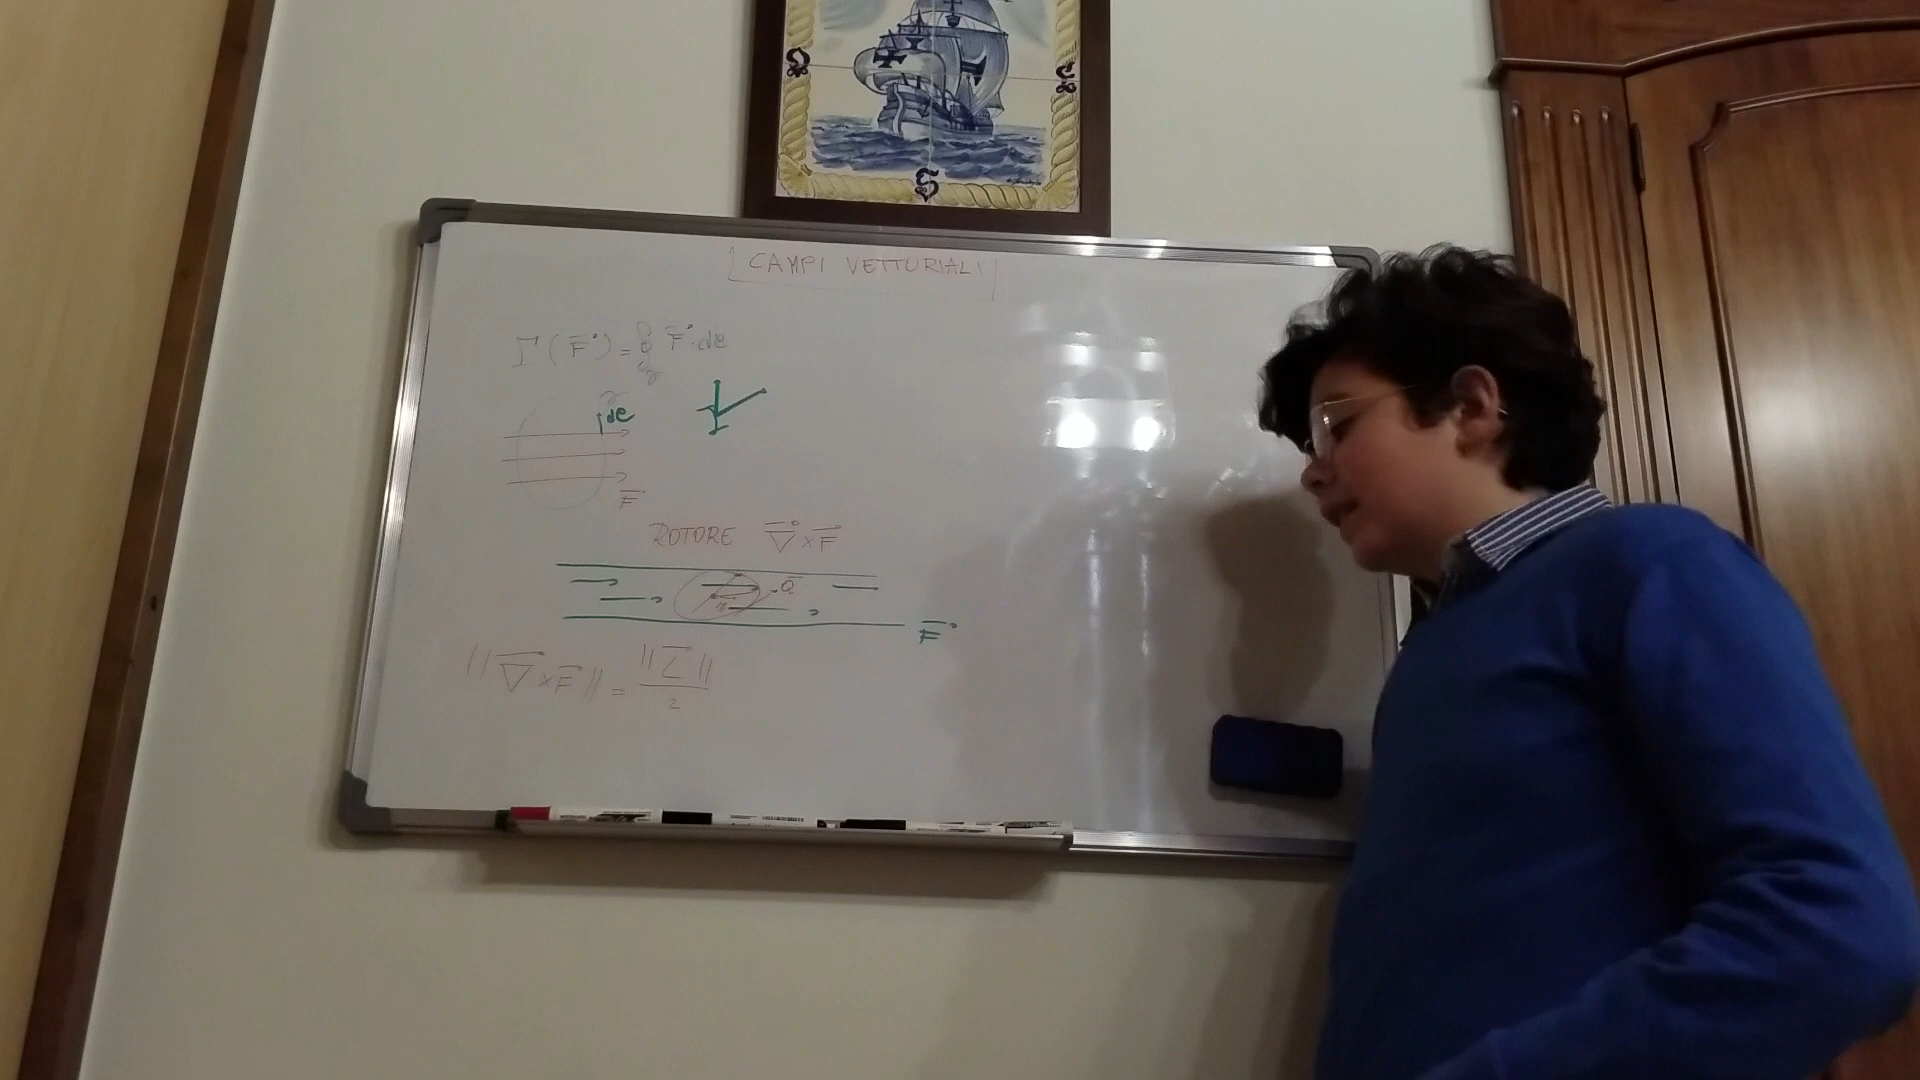 CAMPI VETTORIALI
Γ(F) = ∮ F · dl
γ
dl
F
ROTORE ∇ × F
Q
r
F
||∇ × F|| = ||L|| / 2
S